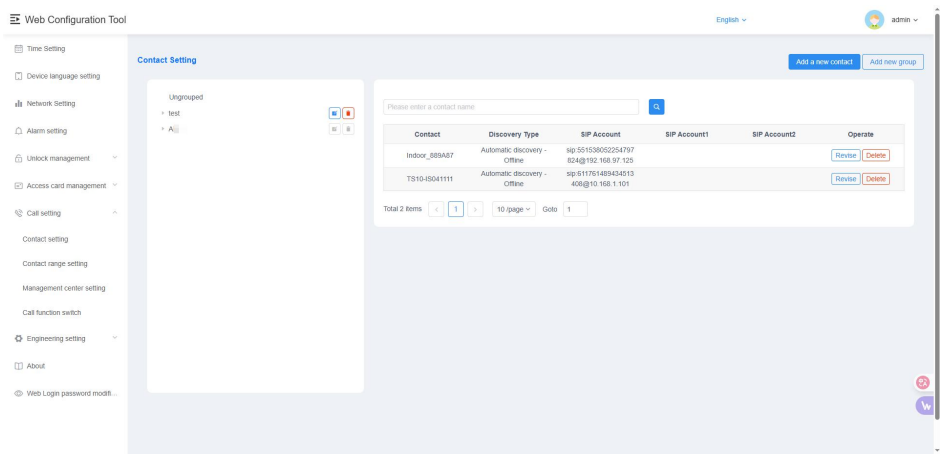 Web Configuration Tool
English
admin
Time Setting
Device language setting
Network Setting
Alarm setting
Unlock management
Access card management
Call setting
Contact setting
Contact range setting
Management center setting
Call function switch
Engineering setting
About
Web Login password modifi...
Contact Setting
Add a new contact
Add new group
Ungrouped
test
A
Please enter a contact name
Contact Discovery Type SIP Account SIP Account1 SIP Account2 Operate
Indoor_889A87 Automatic discovery - Offline sip:551538052254797824@192.168.97.125 Revise Delete
TS10-IS041111 Automatic discovery - Offline sip:611761489434513408@10.168.1.101 Revise Delete
Total 2 items 1 10 /page Goto 1